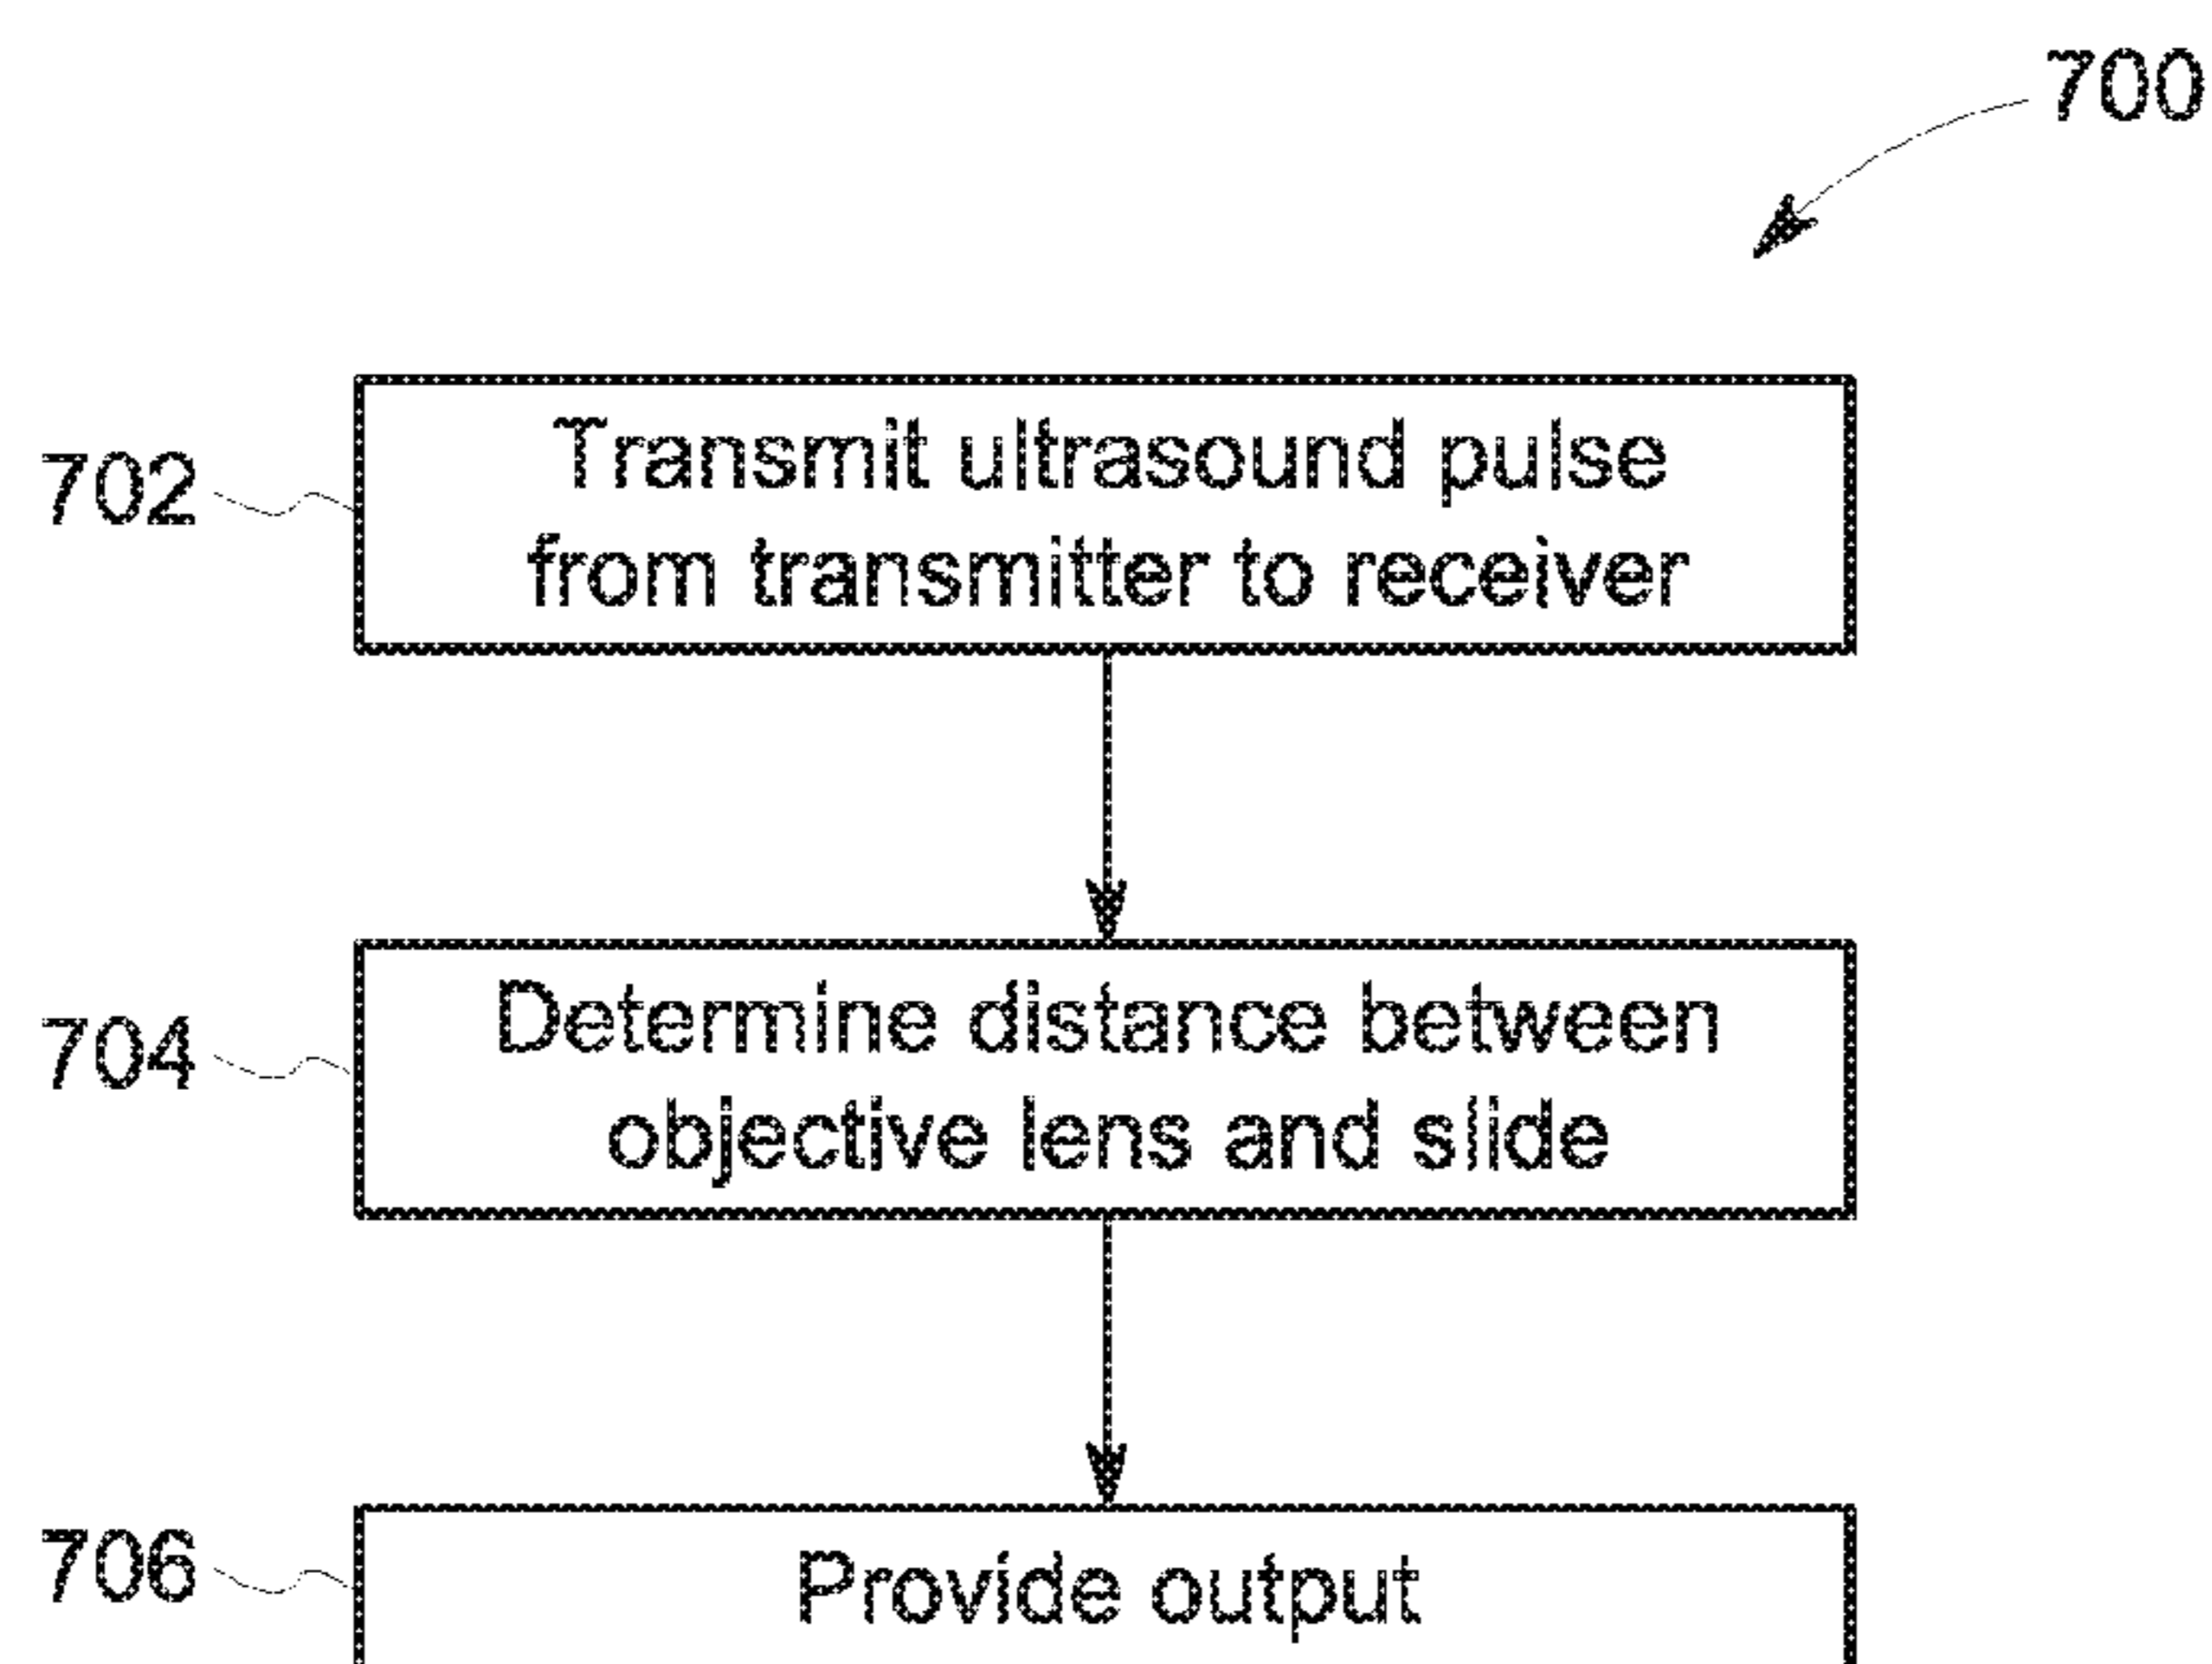 700
702
Transmit ultrasound pulse
from transmitter to receiver
704
Determine distance between
objective lens and slide
706
Provide output